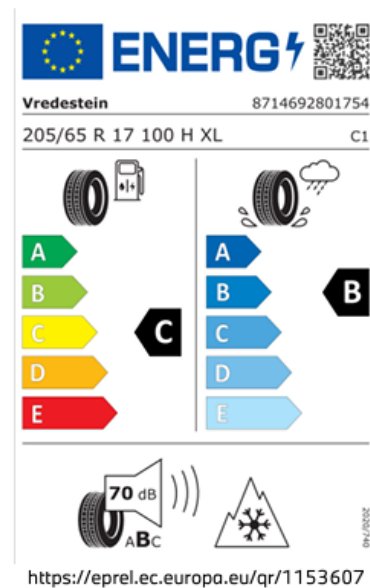 ENERG
Vredestein 8714692801754
205/65 R 17 100 H XL C1
A A
B B B
C C C
D D
E E
70 dB
ABC
2020/740
https://eprel.ec.europa.eu/qr/1153607